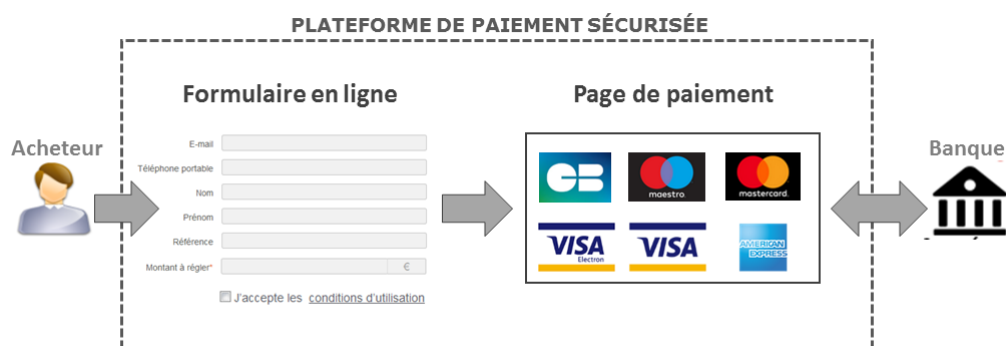 PLATEFORME DE PAIEMENT SÉCURISÉE
Formulaire en ligne
Page de paiement
Acheteur
Banque
E-mail
Téléphone portable
Nom
Prénom
Référence
Montant à régler*
€
J'accepte les conditions d'utilisation
CB
maestro.
mastercard.
VISA
Electron
VISA
AMERICAN
EXPRESS